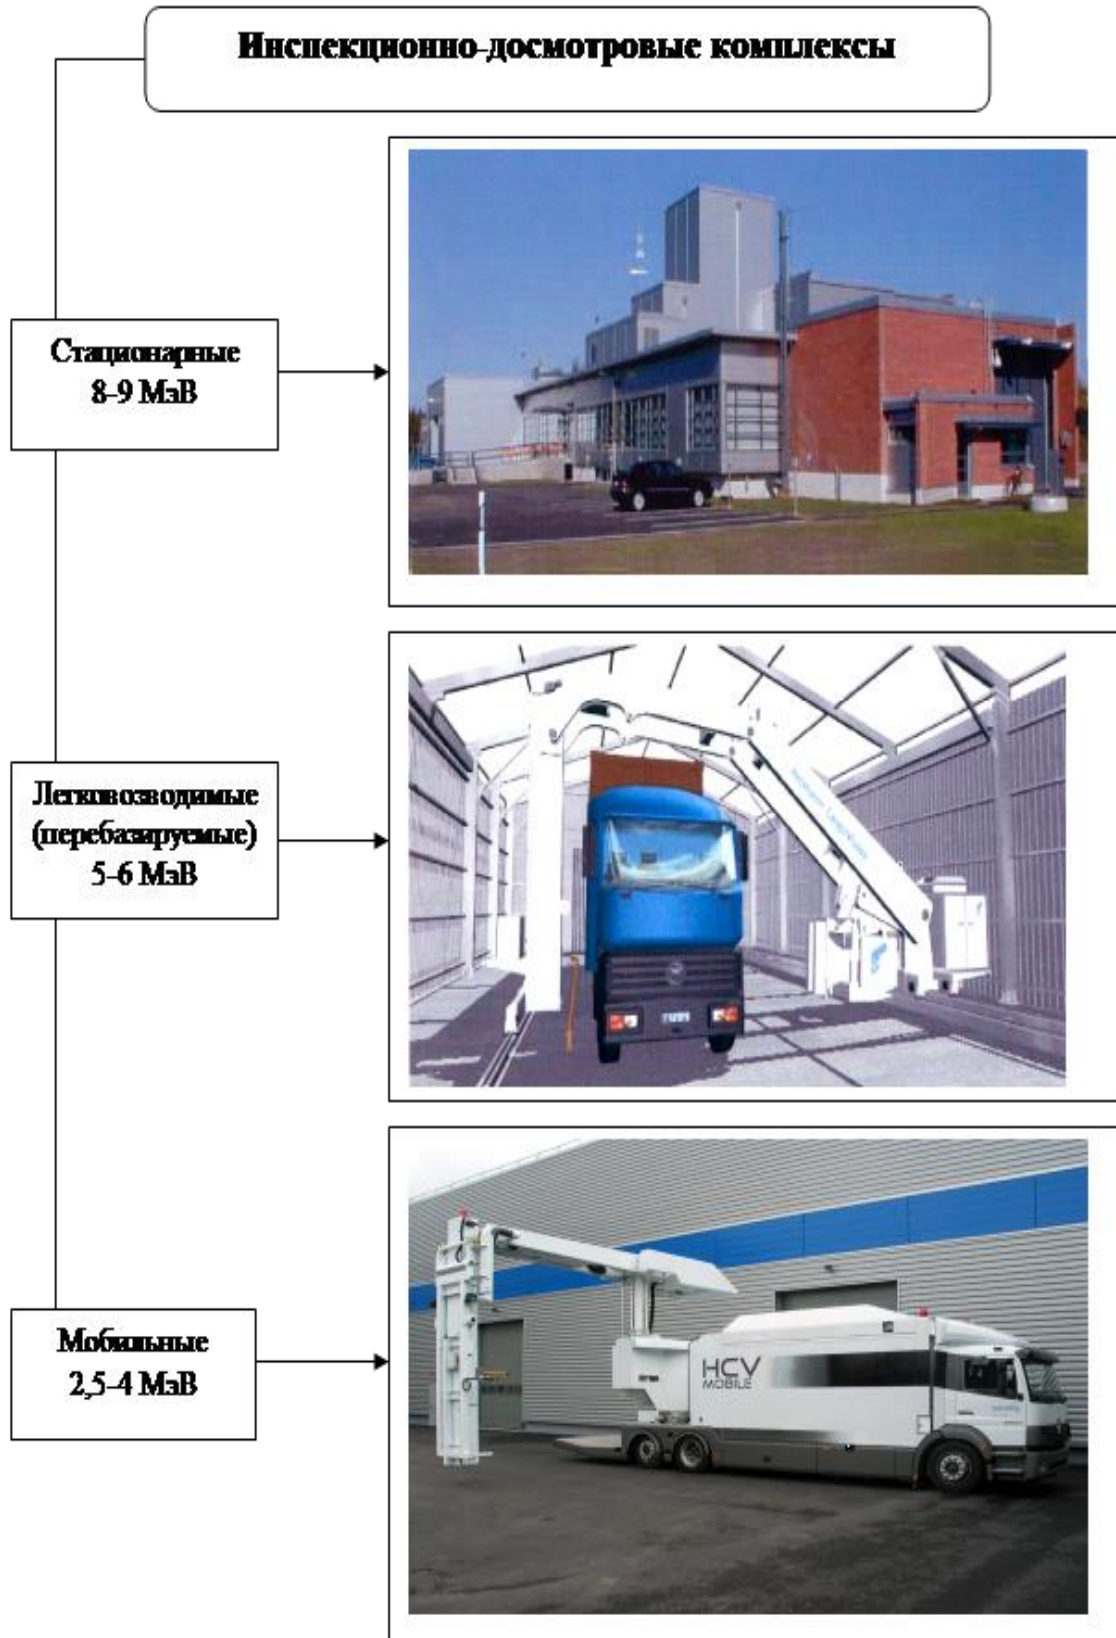 Инспекционно-досмотровые комплексы
Стационарные
8-9 МэВ
Легковозводимые
(перебазируемые)
5-6 МэВ
Мобильные
2,5-4 МэВ
HCV
MOBILE